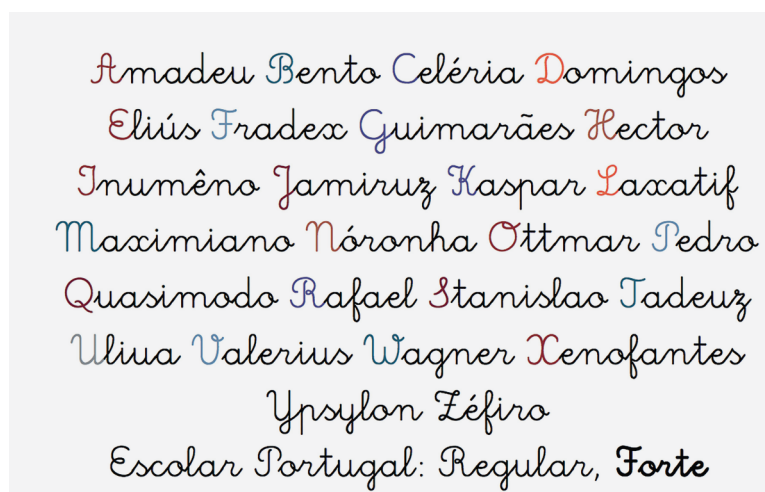 Amadeu Bento Celéria Domingos
Eliús Fradex Guimarães Hector
Inumêno Jamiruz Kaspar Laxatif
Maximiano Nóronha Ottmar Pedro
Quasimodo Rafael Stanislao Tadeuz
Uliua Valerius Wagner Xenofantes
Ypsylon Zéfiro
Escolar Portugal: Regular, Forte